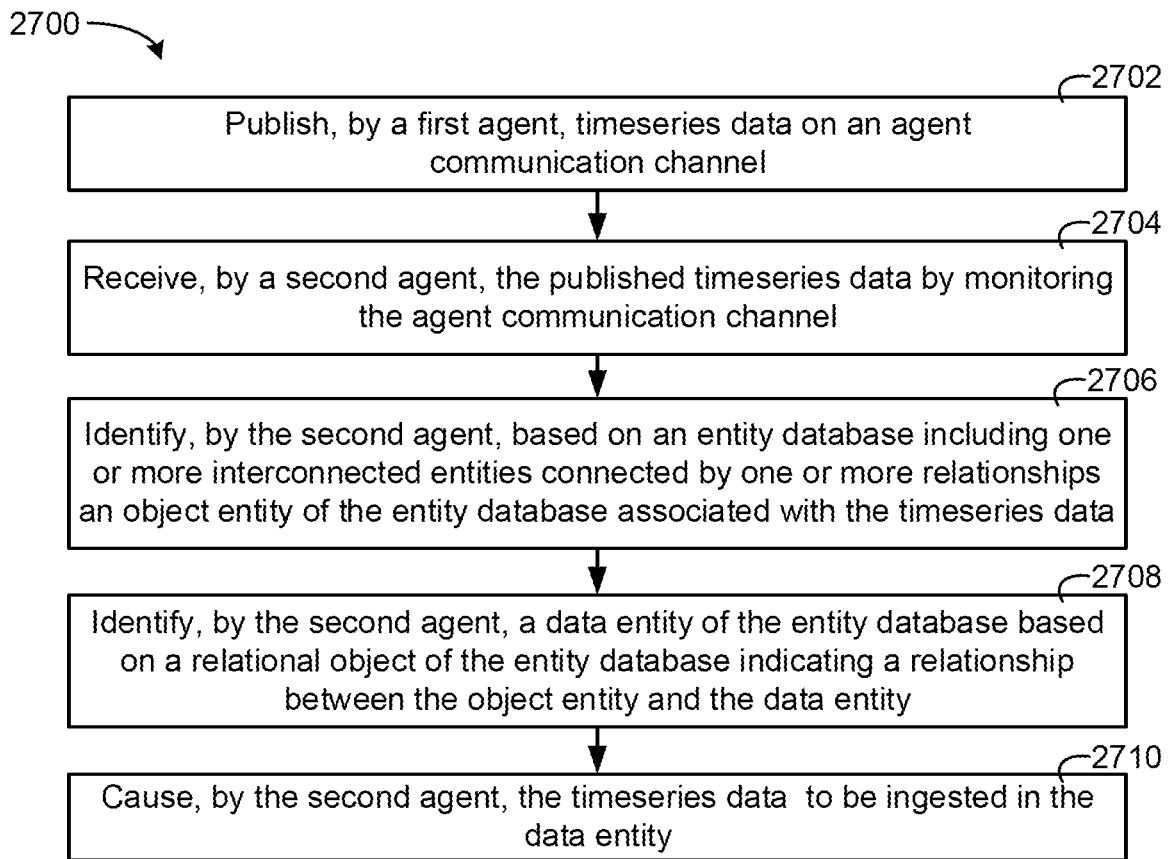 2700
2702
Publish, by a first agent, timeseries data on an agent
communication channel
2704
Receive, by a second agent, the published timeseries data by monitoring
the agent communication channel
2706
Identify, by the second agent, based on an entity database including one
or more interconnected entities connected by one or more relationships
an object entity of the entity database associated with the timeseries data
2708
Identify, by the second agent, a data entity of the entity database based
on a relational object of the entity database indicating a relationship
between the object entity and the data entity
2710
Cause, by the second agent, the timeseries data to be ingested in the
data entity